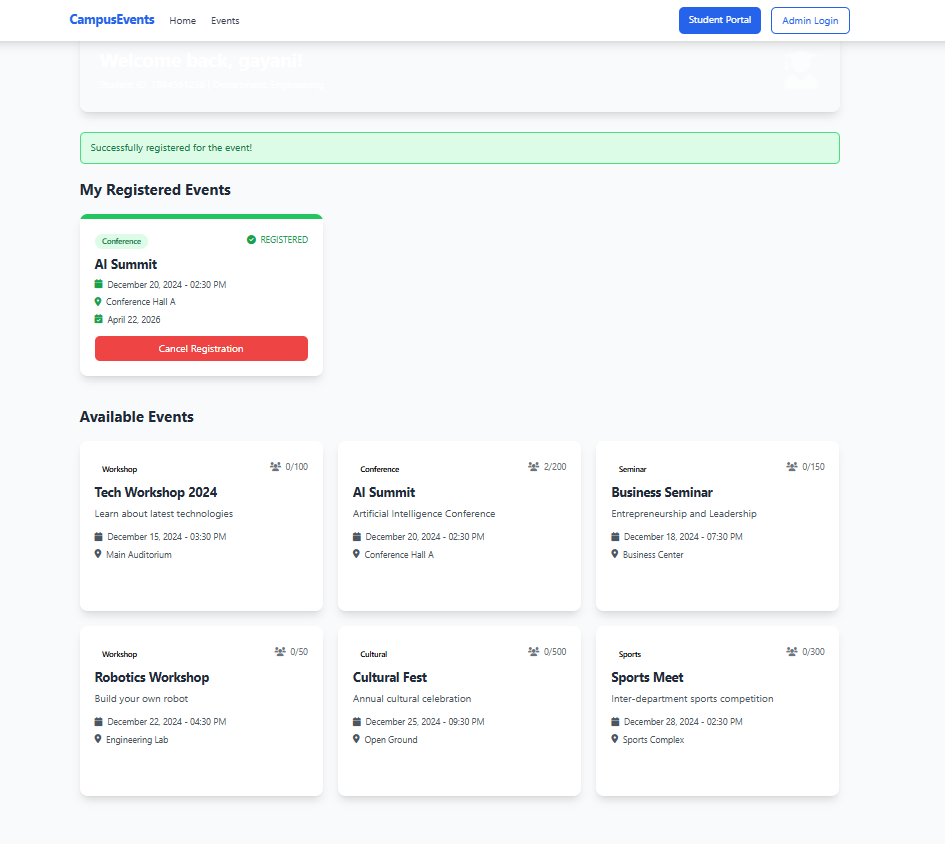 CampusEvents Home Events Student Portal Admin Login
Welcome back, gayanii!
Successfully registered for the event!
My Registered Events
Conference REGISTERED
AI Summit
December 20, 2024 - 02:30 PM
Conference Hall A
April 22, 2026
Cancel Registration
Available Events
Workshop 0/100
Tech Workshop 2024
Learn about latest technologies
December 15, 2024 - 03:30 PM
Main Auditorium
Conference 2/200
AI Summit
Artificial Intelligence Conference
December 20, 2024 - 02:30 PM
Conference Hall A
Seminar 0/150
Business Seminar
Entrepreneurship and Leadership
December 18, 2024 - 07:30 PM
Business Center
Workshop 0/50
Robotics Workshop
Build your own robot
December 22, 2024 - 04:30 PM
Engineering Lab
Cultural 0/500
Cultural Fest
Annual cultural celebration
December 25, 2024 - 09:30 PM
Open Ground
Sports 0/300
Sports Meet
Inter-department sports competition
December 28, 2024 - 02:30 PM
Sports Complex